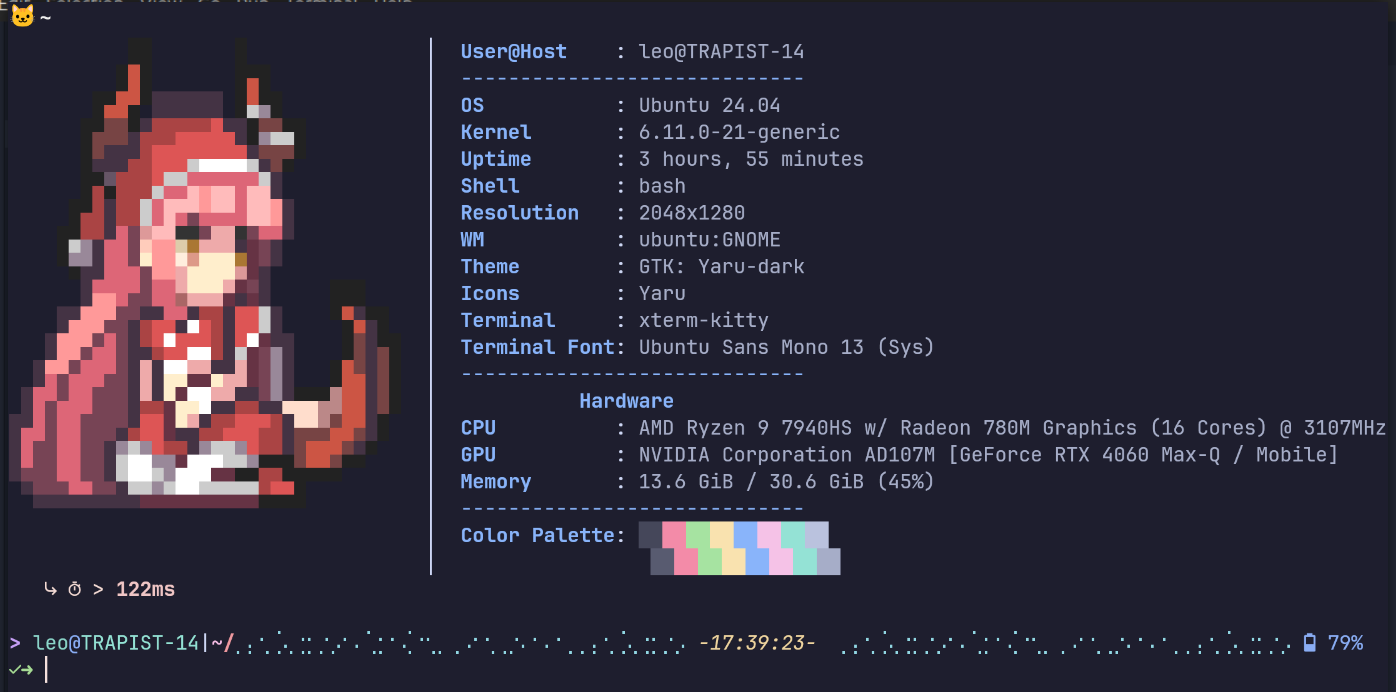 ~
User@Host : leo@TRAPIST-14
-----------------------------
OS : Ubuntu 24.04
Kernel : 6.11.0-21-generic
Uptime : 3 hours, 55 minutes
Shell : bash
Resolution : 2048x1280
WM : ubuntu:GNOME
Theme : GTK: Yaru-dark
Icons : Yaru
Terminal : xterm-kitty
Terminal Font: Ubuntu Sans Mono 13 (Sys)
-----------------------------
Hardware
CPU : AMD Ryzen 9 7940HS w/ Radeon 780M Graphics (16 Cores) @ 3107MHz
GPU : NVIDIA Corporation AD107M [GeForce RTX 4060 Max-Q / Mobile]
Memory : 13.6 GiB / 30.6 GiB (45%)
-----------------------------
Color Palette:
> 122ms
> leo@TRAPIST-14|~/ -17:39:23- 79%